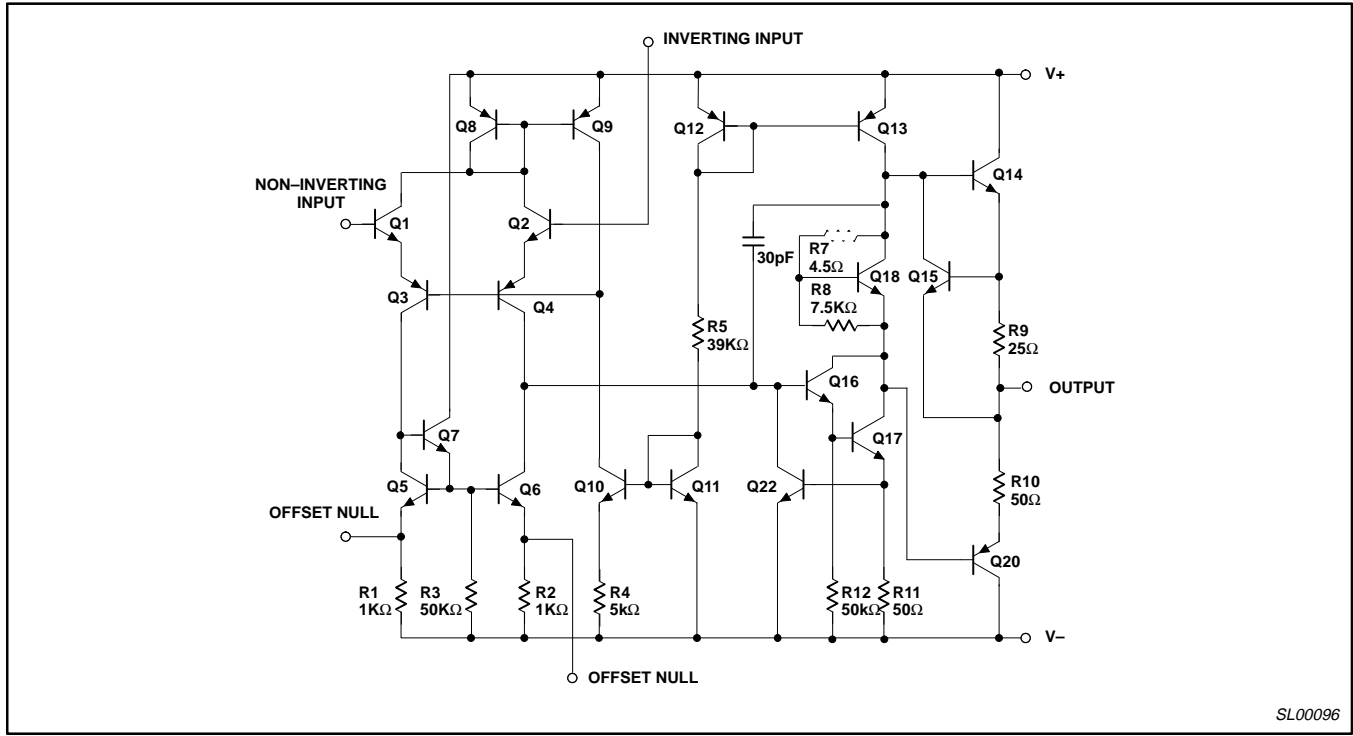 INVERTING INPUT
V+
Q8
Q9
Q12
Q13
Q14
NON–INVERTING
INPUT
Q1
Q2
30pF
R7
4.5Ω
Q18
Q15
R8
7.5KΩ
Q3
Q4
R5
39KΩ
R9
25Ω
Q16
OUTPUT
Q7
Q17
Q5
Q6
Q10
Q11
Q22
R10
50Ω
OFFSET NULL
Q20
R1
1KΩ
R3
50KΩ
R2
1KΩ
R4
5kΩ
R12
50kΩ
R11
50Ω
V–
OFFSET NULL
SL00096